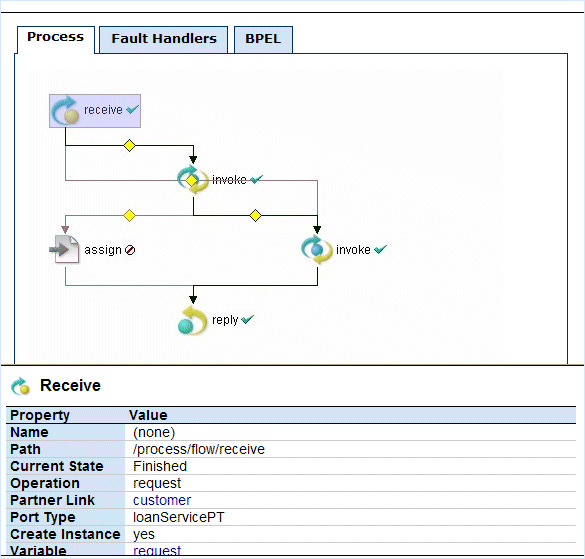 Process Fault Handlers BPEL
receive
invoke
assign invoke
reply
Receive
Property Value
Name (none)
Path /process/flow/receive
Current State Finished
Operation request
Partner Link customer
Port Type loanServicePT
Create Instance yes
Variable request